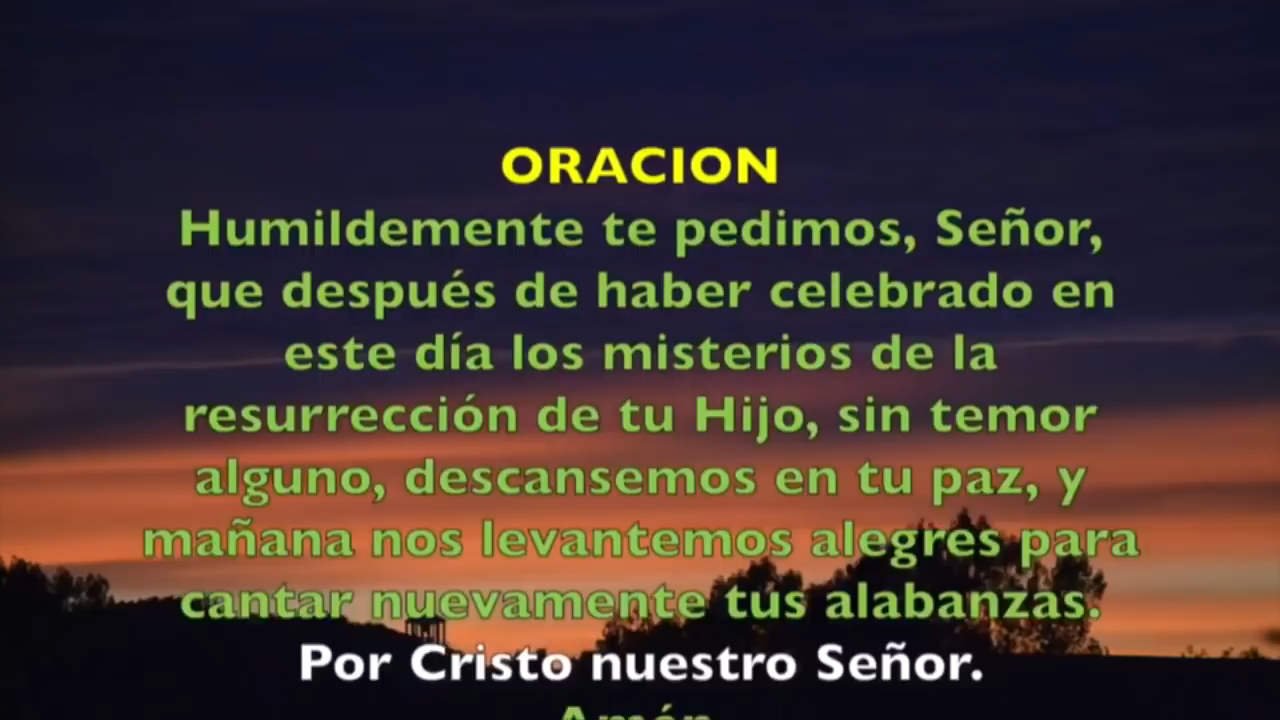 ORACION
Humildemente te pedimos, Señor,
que después de haber celebrado en
este día los misterios de la
resurrección de tu Hijo, sin temor
alguno, descansemos en tu paz, y
mañana nos levantemos alegres para
cantar nuevamente tus alabanzas.
Por Cristo nuestro Señor.
Amén